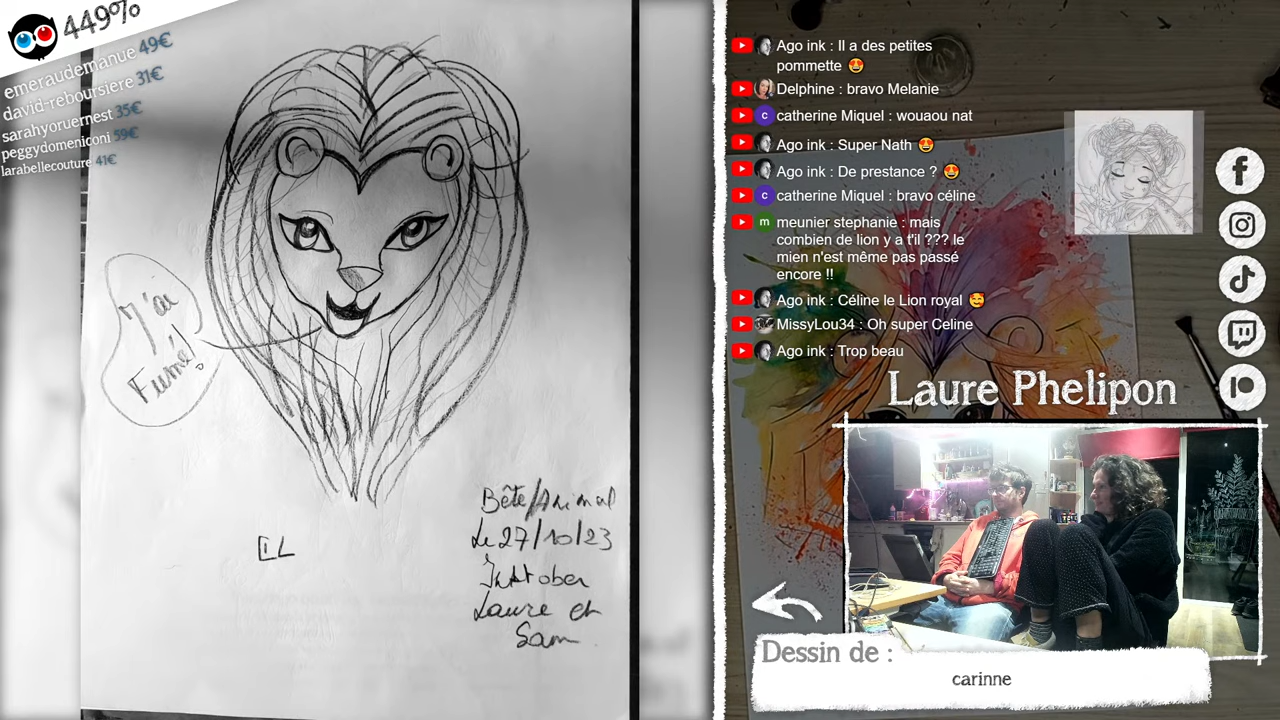 449%
emeraudemanue 49€
david-reboursiere 31€
sarahyoruernest 35€
peggydomeniconi 59€
larabellecouture 41€
J'ai
Fumé!
Bête/Animal
Le 27/10/23
Inktober
Laure et
Sam
Ago ink : Il a des petites
pommette 😍
Delphine : bravo Melanie
c catherine Miquel : wouaou nat
Ago ink : Super Nath 😍
Ago ink : De prestance ? 😍
c catherine Miquel : bravo céline
m meunier stephanie : mais
combien de lion y a t'il ??? le
mien n'est même pas passé
encore !!
Ago ink : Céline le Lion royal 🥰
MissyLou34 : Oh super Celine
Ago ink : Trop beau
Laure Phelipon
Dessin de :
carinne